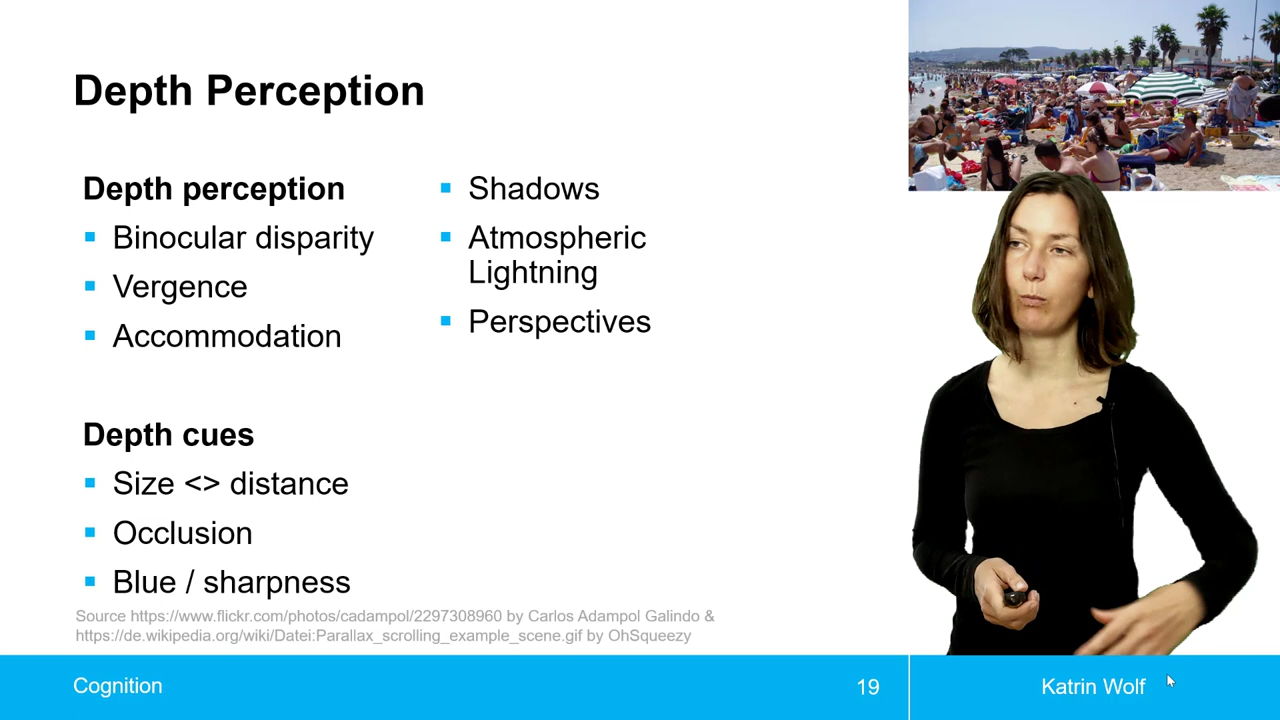 Depth Perception
Depth perception
Binocular disparity
Vergence
Accommodation
Depth cues
Size <> distance
Occlusion
Blue / sharpness
Shadows
Atmospheric
Lightning
Perspectives
Source https://www.flickr.com/photos/cadampol/2297308960 by Carlos Adampol Galindo &
https://de.wikipedia.org/wiki/Datei:Parallax_scrolling_example_scene.gif by OhSqueezy
Cognition
19
Katrin Wolf